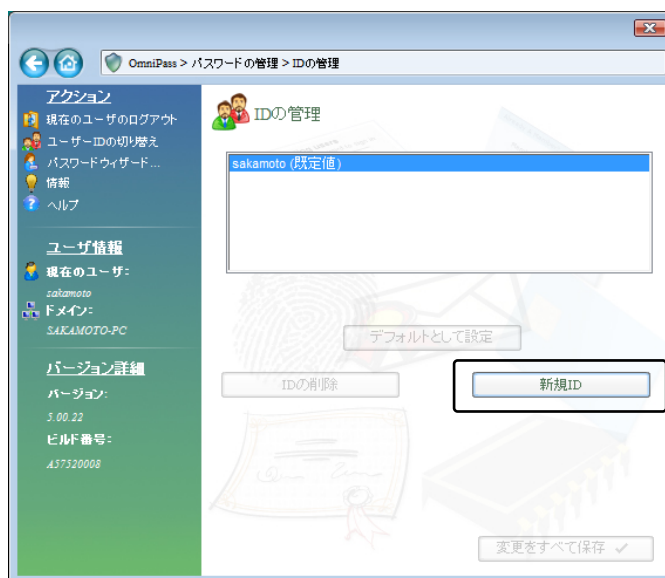 OmniPass > パスワードの管理 > IDの管理
アクション
現在のユーザのログアウト
ユーザーIDの切り替え
パスワードウィザード...
情報
ヘルプ
ユーザ情報
現在のユーザ:
sakamoto
ドメイン:
SAKAMOTO-PC
バージョン詳細
バージョン:
5.00.22
ビルド番号:
A57520008
IDの管理
sakamoto (既定値)
デフォルトとして設定
IDの削除
新規ID
変更をすべて保存